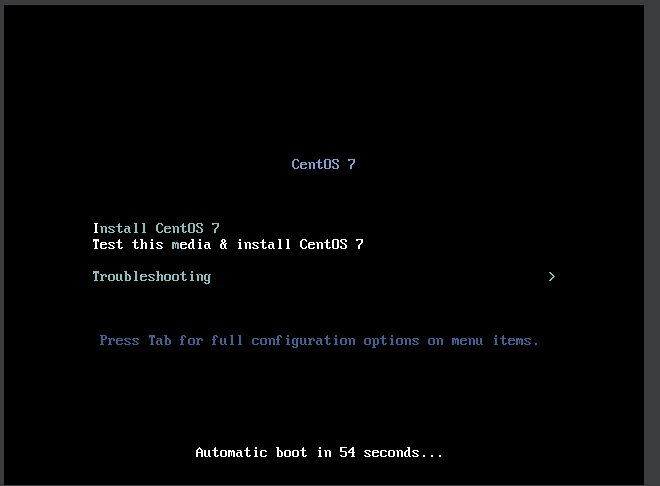 CentOS 7
Install CentOS 7
Test this media & install CentOS 7
Troubleshooting >
Press Tab for full configuration options on menu items.
Automatic boot in 54 seconds...